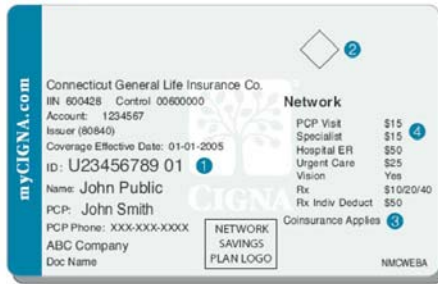 myCIGNA.com
2
Connecticut General Life Insurance Co.
IIN 600428 Control 00600000
Account: 1234567
Issuer (80840)
Coverage Effective Date: 01-01-2005
ID: U23456789 01 1
Name: John Public
PCP: John Smith
PCP Phone: XXX-XXX-XXXX
ABC Company
Doc Name
CIGNA
NETWORK
SAVINGS
PLAN LOGO
Network
PCP Visit $15
Specialist $15 4
Hospital ER $50
Urgent Care $25
Vision Yes
Rx $10/20/40
Rx Indiv Deduct $50
Coinsurance Applies 3
NMCWEBA